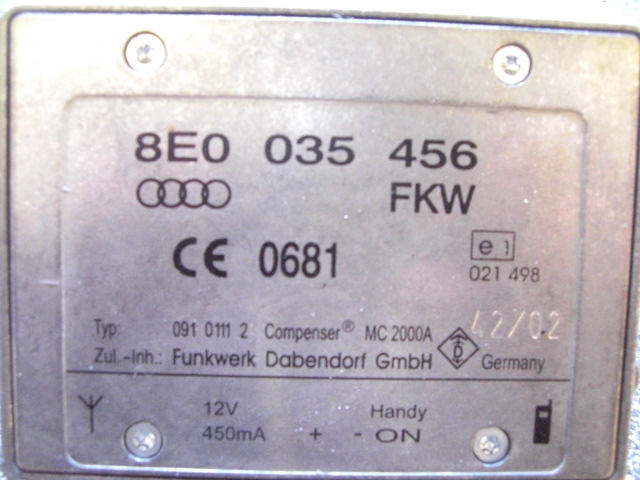 8E0 035 456
FKW
CE 0681
e 1
021 498
42/02
Typ: 091 0111 2 Compenser® MC 2000A
Zul.-Inh.: Funkwerk Dabendorf GmbH D Germany
12V Handy
450mA + - ON